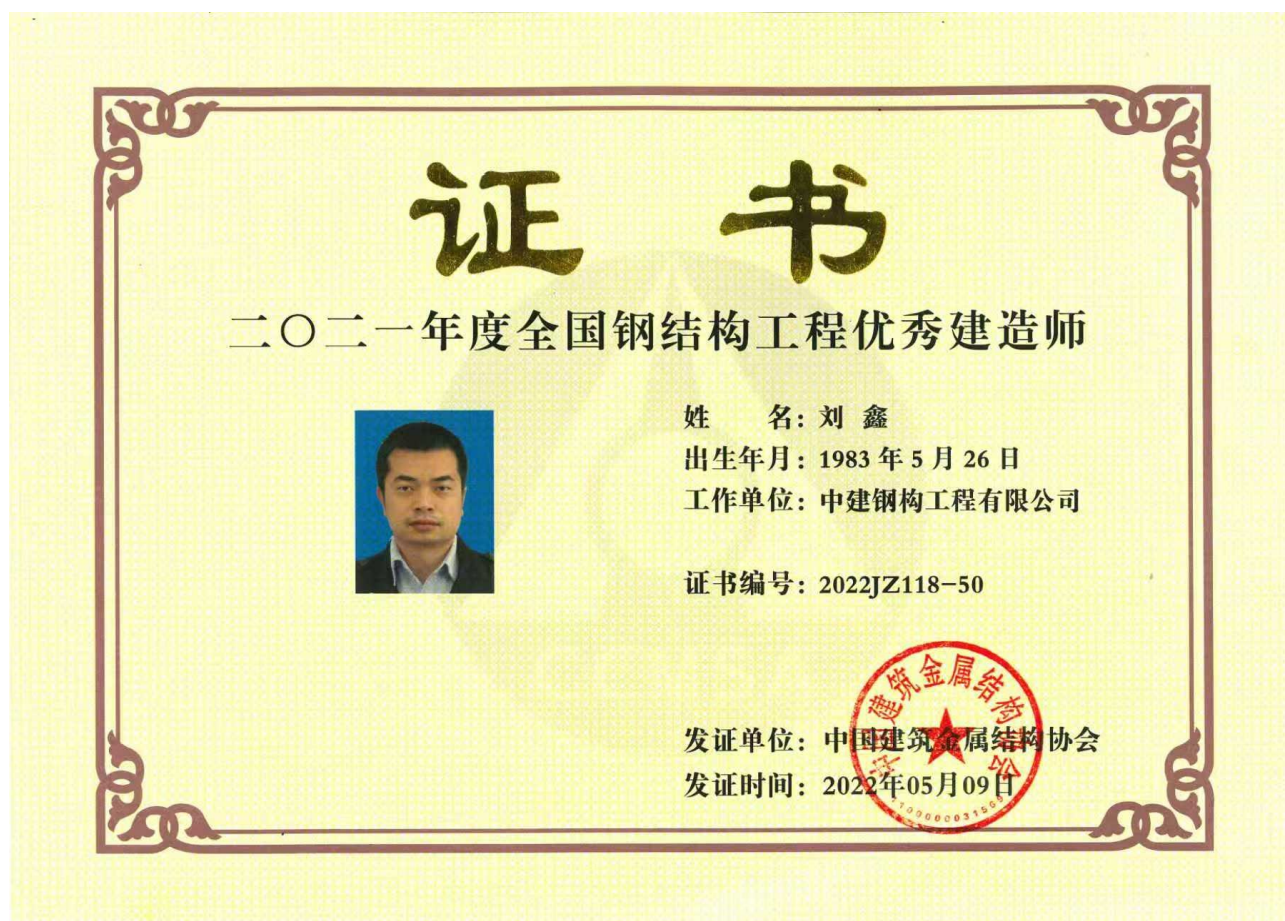 证 书
二〇二一年度全国钢结构工程优秀建造师
姓 名：刘 鑫
出生年月：1983 年 5 月 26 日
工作单位：中建钢构工程有限公司
证书编号：2022JZ118-50
发证单位：中国建筑金属结构协会
发证时间：2022年05月09日
中国建筑金属结构协会